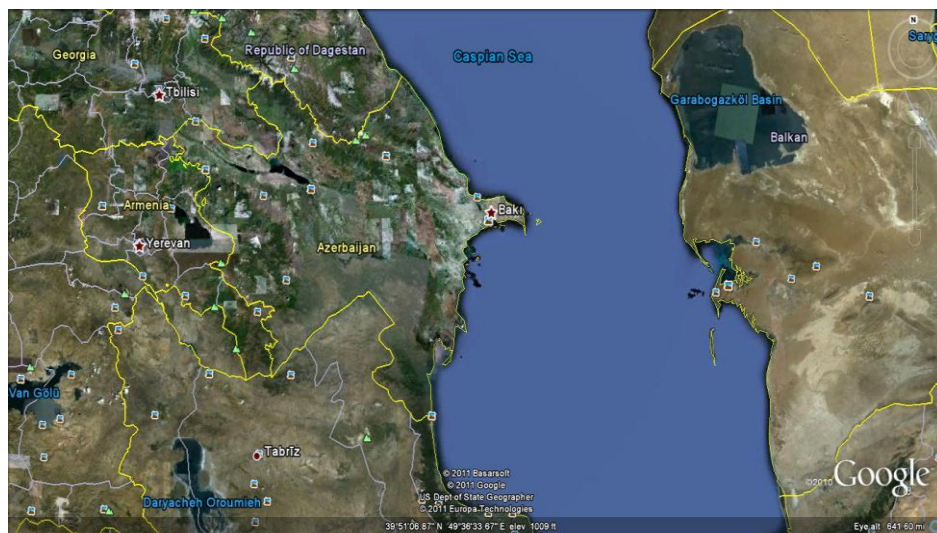 N
Georgia
Republic of Dagestan
Caspian Sea
Tbilisi
Garabogazköl Basin
Balkan
Armenia
Bakı
Yerevan
Azerbaijan
Van Gölü
Tabrīz
Daryacheh Oroumieh
© 2011 Basarsoft
© 2011 Google
US Dept of State Geographer
© 2011 Europa Technologies
©2010 Google
39°51'06.87" N 49°36'33.67" E elev 1009 ft
Eye alt 641.60 mi